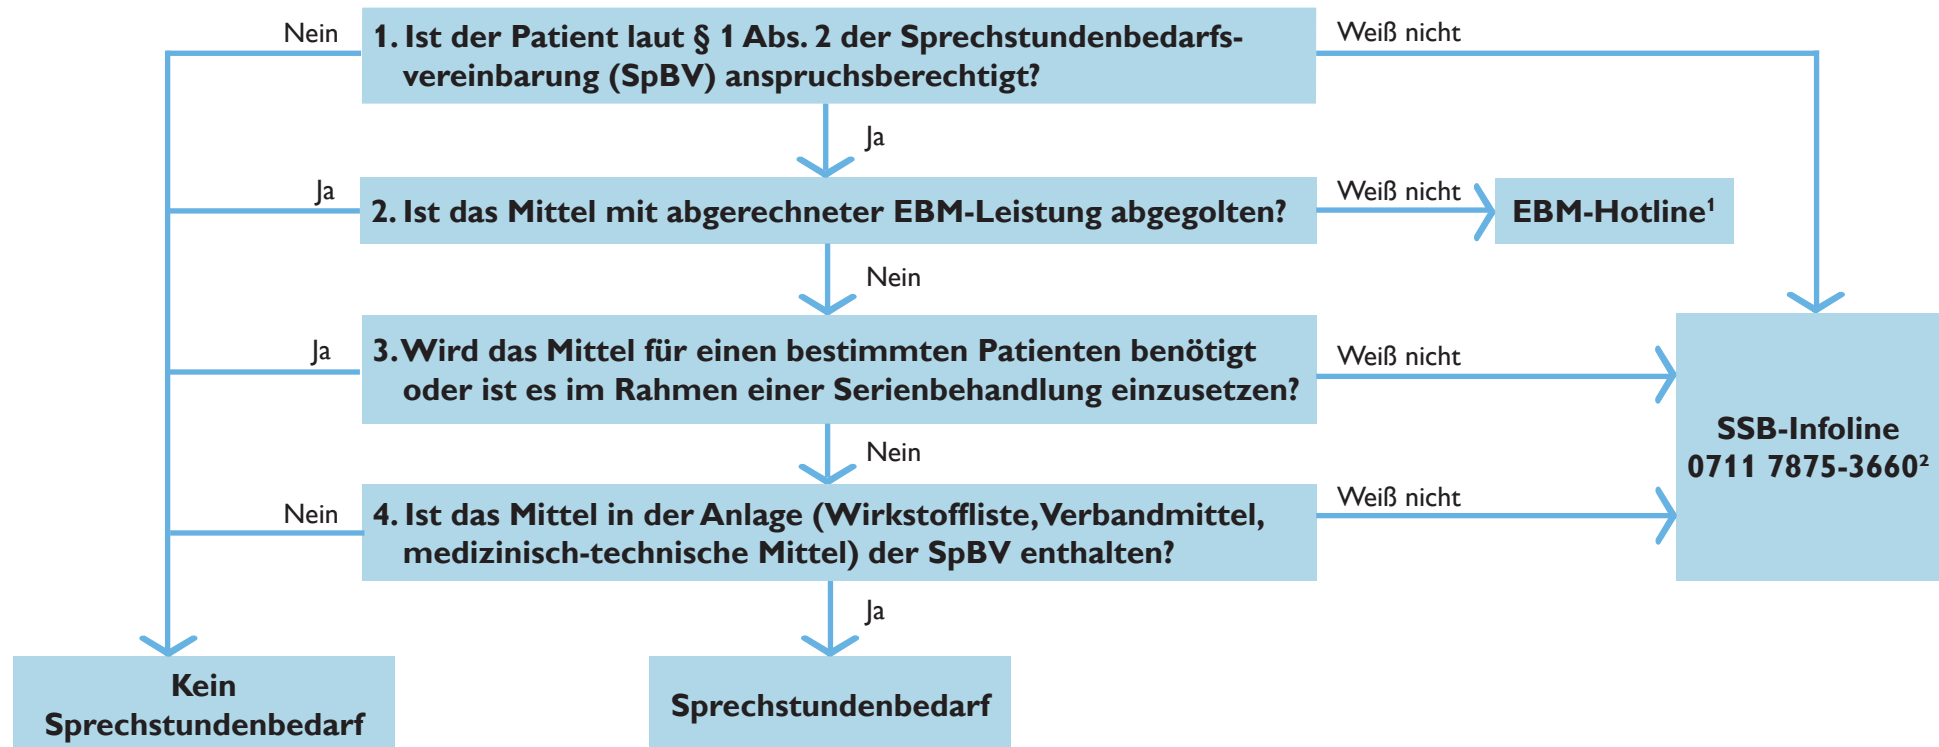 Nein
1. Ist der Patient laut § 1 Abs. 2 der Sprechstundenbedarfs-
vereinbarung (SpBV) anspruchsberechtigt?
Weiß nicht
Ja
Ja
2. Ist das Mittel mit abgerechneter EBM-Leistung abgegolten?
Weiß nicht
EBM-Hotline¹
Nein
Ja
3. Wird das Mittel für einen bestimmten Patienten benötigt
oder ist es im Rahmen einer Serienbehandlung einzusetzen?
Weiß nicht
SSB-Infoline
0711 7875-3660²
Nein
Nein
4. Ist das Mittel in der Anlage (Wirkstoffliste, Verbandmittel,
medizinisch-technische Mittel) der SpBV enthalten?
Weiß nicht
Ja
Kein
Sprechstundenbedarf
Sprechstundenbedarf